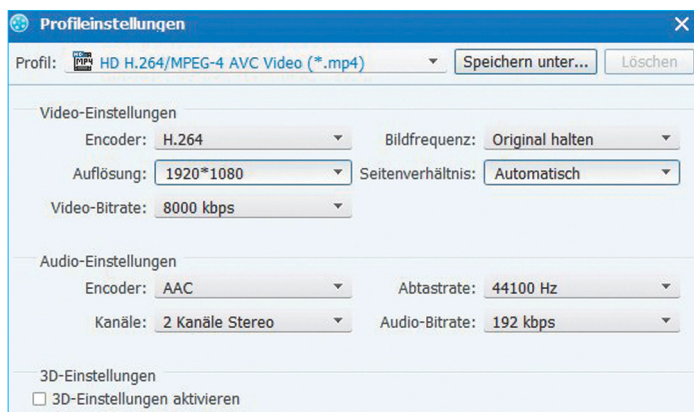 Profileinstellungen
Profil: HD H.264/MPEG-4 AVC Video (*.mp4) Speichern unter... Löschen
Video-Einstellungen
Encoder: H.264 Bildfrequenz: Original halten
Auflösung: 1920*1080 Seitenverhältnis: Automatisch
Video-Bitrate: 8000 kbps
Audio-Einstellungen
Encoder: AAC Abtastrate: 44100 Hz
Kanäle: 2 Kanäle Stereo Audio-Bitrate: 192 kbps
3D-Einstellungen
3D-Einstellungen aktivieren